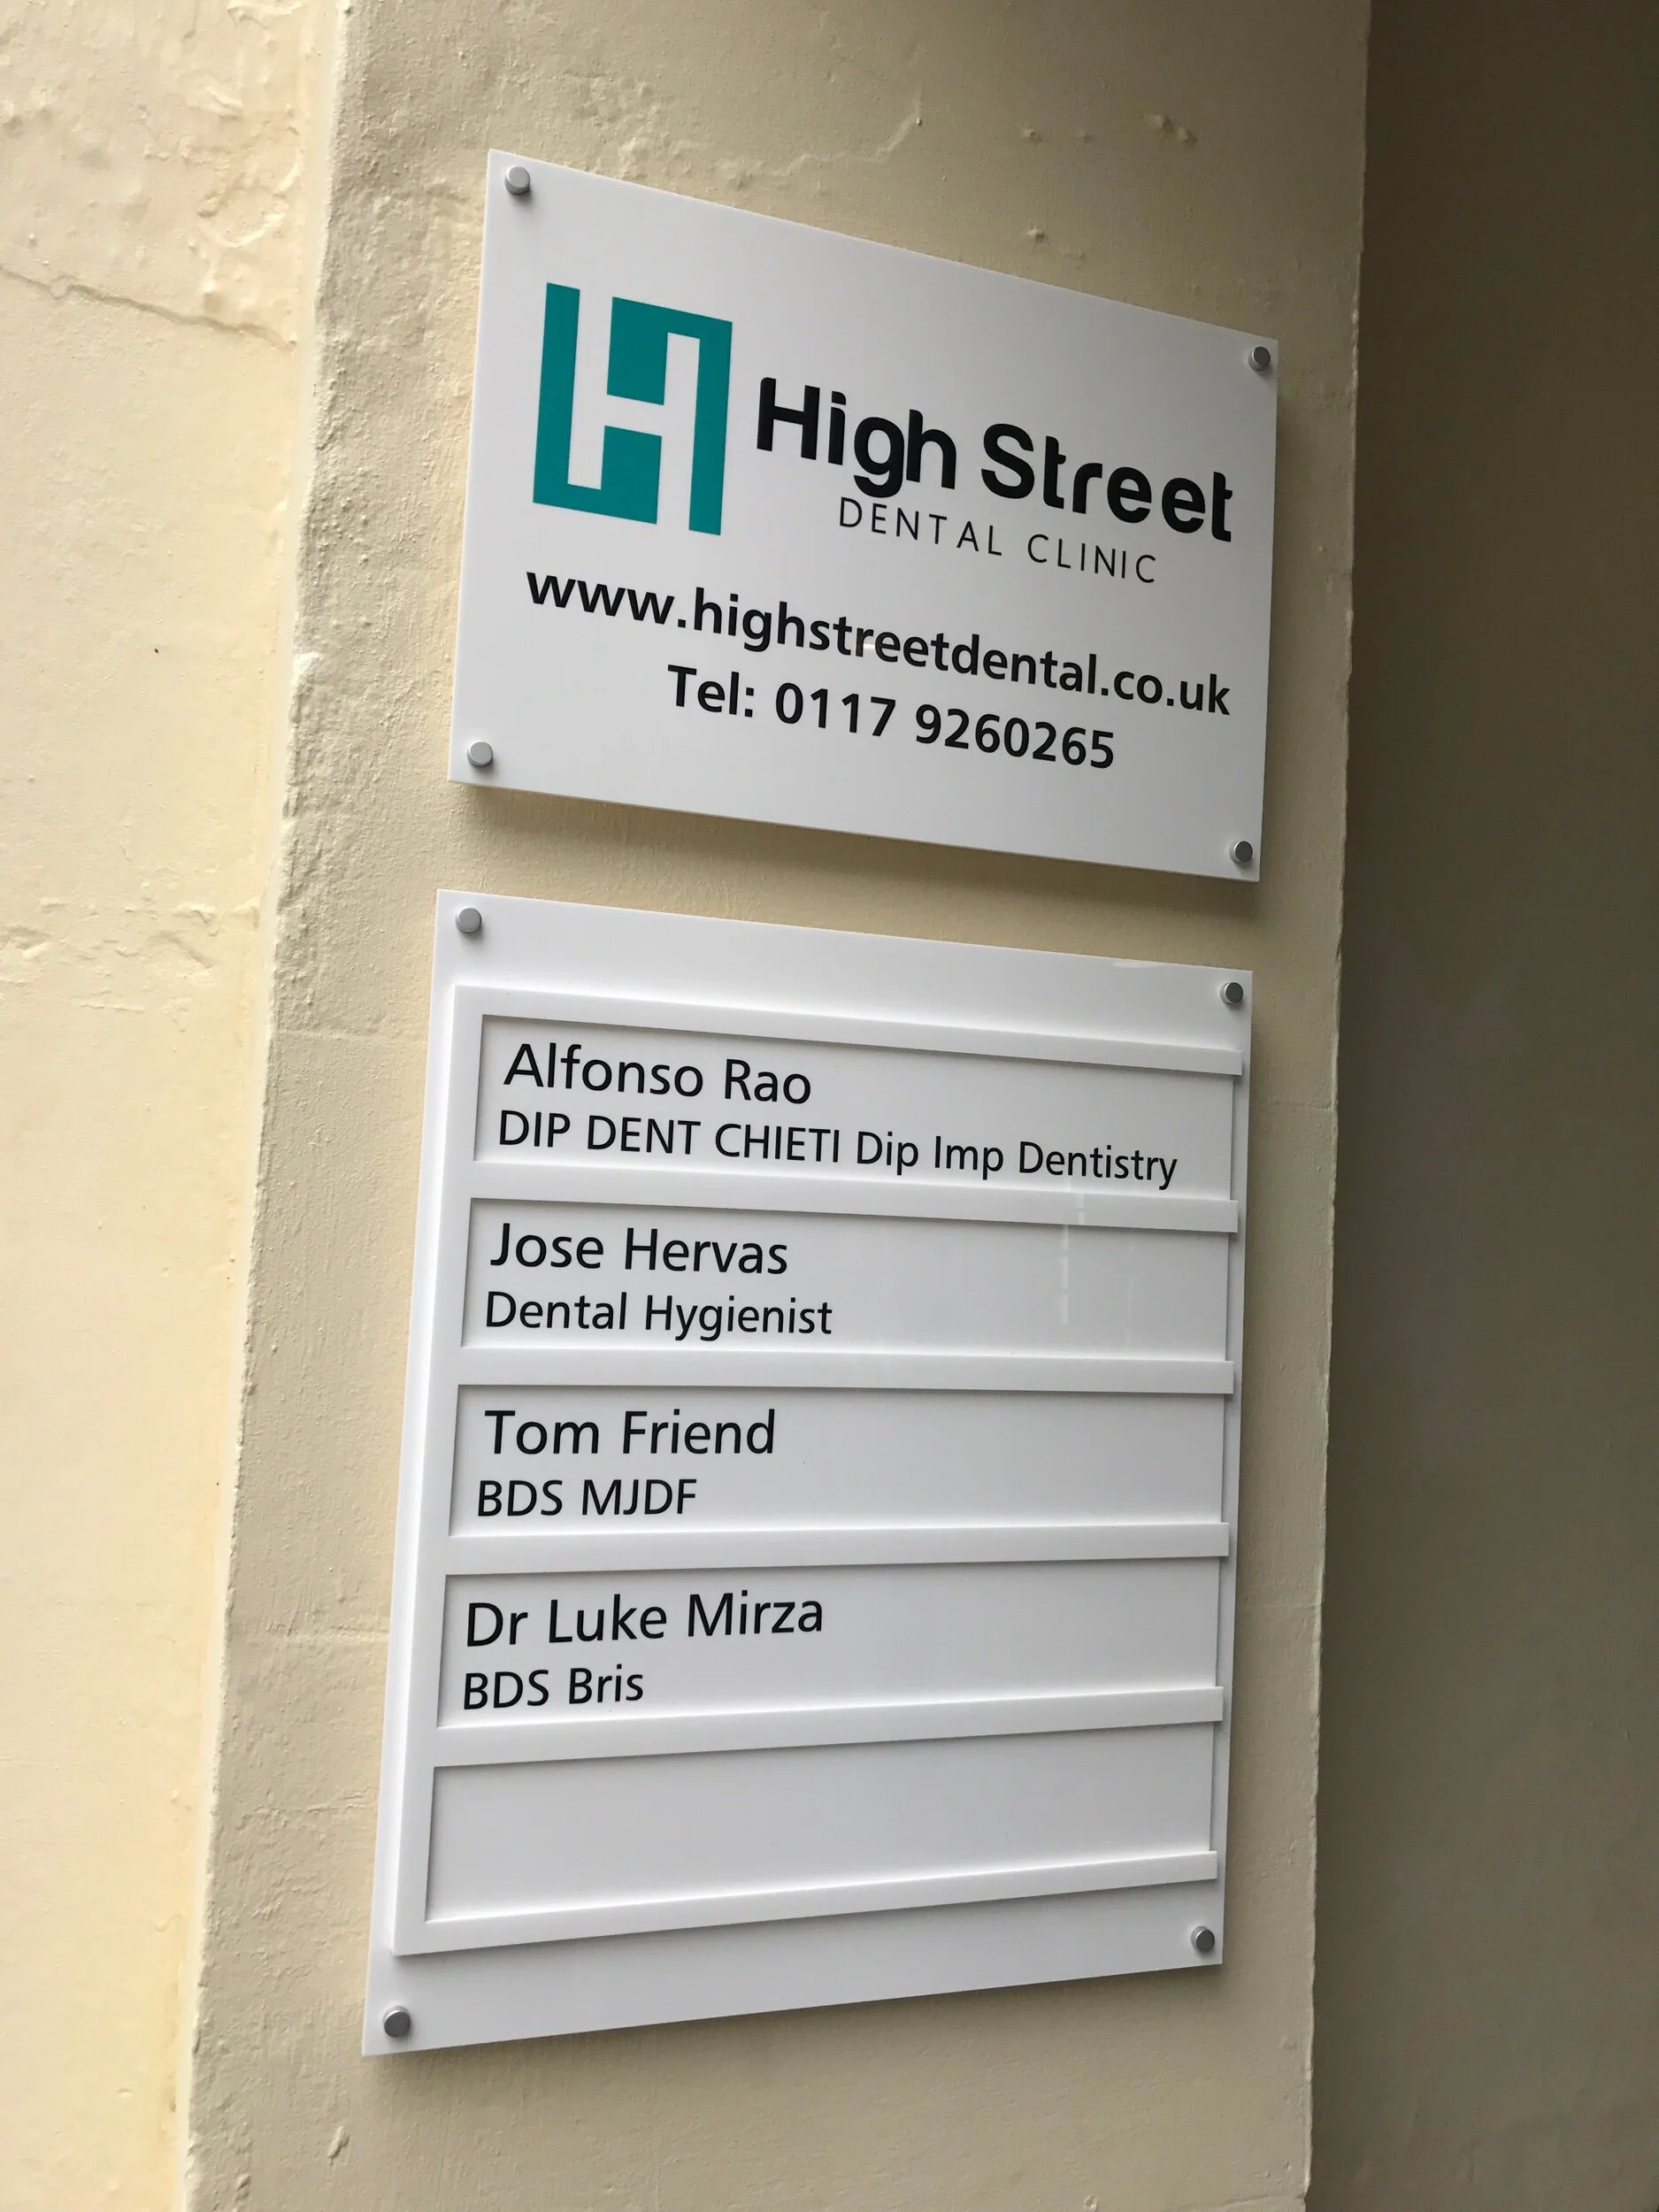 High Street
DENTAL CLINIC
www.highstreetdental.co.uk
Tel: 0117 9260265
Alfonso Rao
DIP DENT CHIETI Dip Imp Dentistry
Jose Hervas
Dental Hygienist
Tom Friend
BDS MJDF
Dr Luke Mirza
BDS Bris